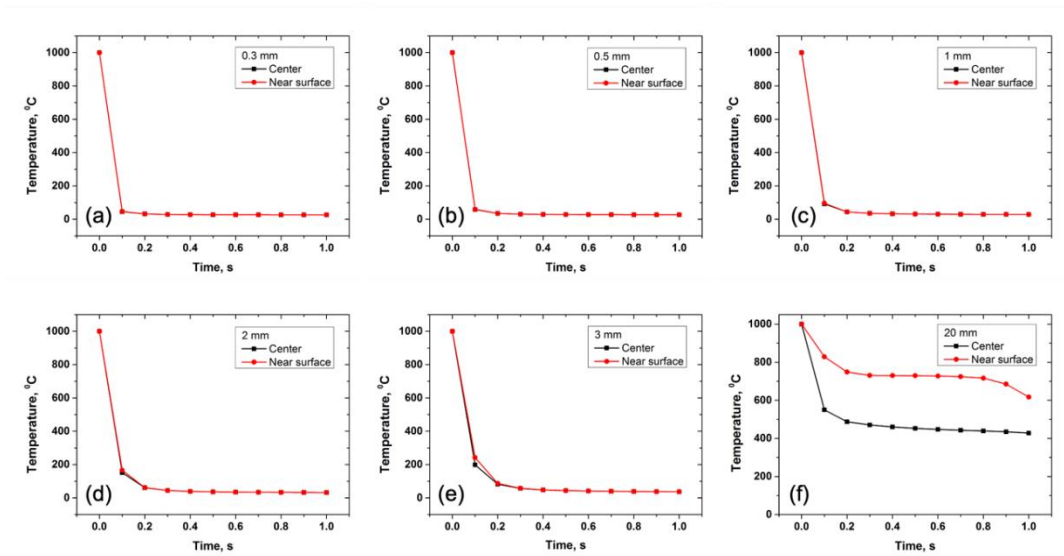 0.3 mm
Center
Near surface
Temperature, ⁰C
1000
800
600
400
200
0
(a)
0.0 0.2 0.4 0.6 0.8 1.0
Time, s
0.5 mm
Center
Near surface
Temperature, ⁰C
1000
800
600
400
200
0
(b)
0.0 0.2 0.4 0.6 0.8 1.0
Time, s
1 mm
Center
Near surface
Temperature, ⁰C
1000
800
600
400
200
0
(c)
0.0 0.2 0.4 0.6 0.8 1.0
Time, s
2 mm
Center
Near surface
Temperature, ⁰C
1000
800
600
400
200
0
(d)
0.0 0.2 0.4 0.6 0.8 1.0
Time, s
3 mm
Center
Near surface
Temperature, ⁰C
1000
800
600
400
200
0
(e)
0.0 0.2 0.4 0.6 0.8 1.0
Time, s
20 mm
Center
Near surface
Temperature, ⁰C
1000
800
600
400
200
0
(f)
0.0 0.2 0.4 0.6 0.8 1.0
Time, s